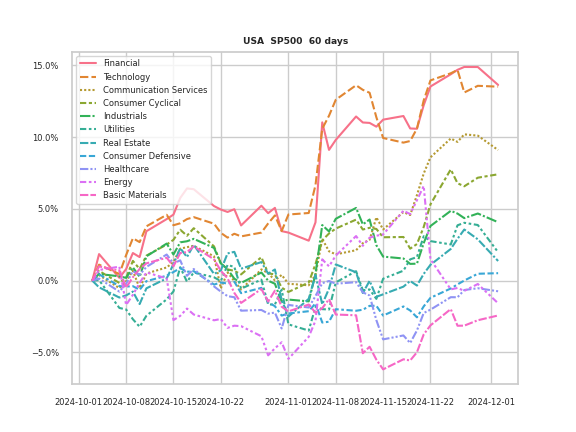 USA SP500 60 days
15.0%
10.0%
5.0%
0.0%
−5.0%
Financial
Technology
Communication Services
Consumer Cyclical
Industrials
Utilities
Real Estate
Consumer Defensive
Healthcare
Energy
Basic Materials
2024-10-01 2024-10-08 2024-10-15 2024-10-22 2024-11-01 2024-11-08 2024-11-15 2024-11-22 2024-12-01